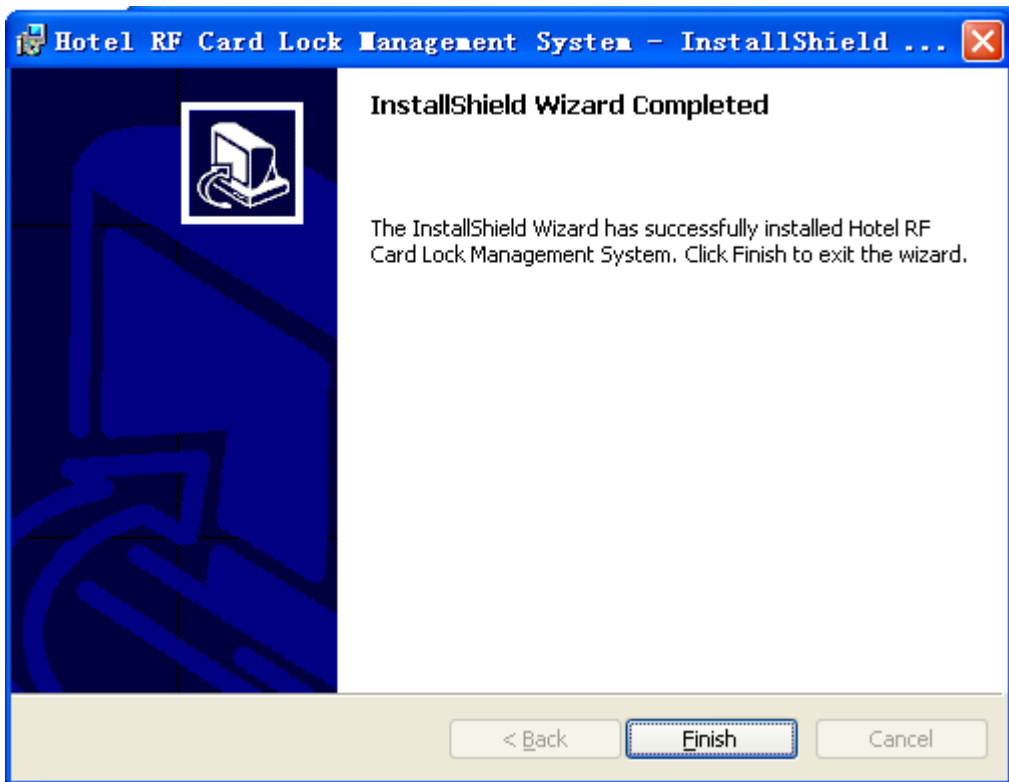 Hotel RF Card Lock Management System - InstallShield ...
InstallShield Wizard Completed
The InstallShield Wizard has successfully installed Hotel RF
Card Lock Management System. Click Finish to exit the wizard.
< Back
Finish
Cancel